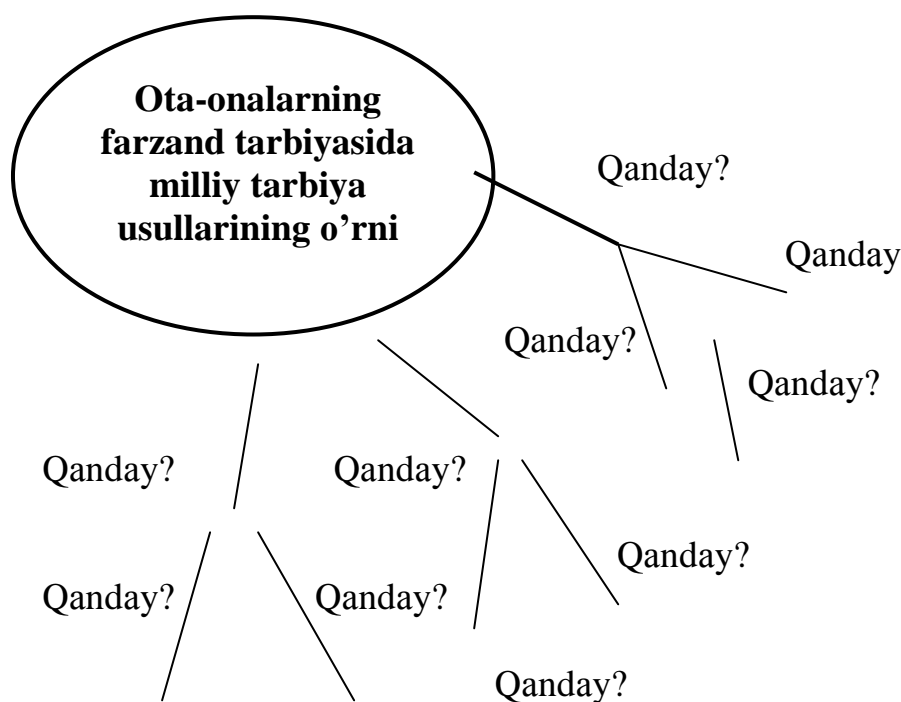 Ota-onalarning
farzand tarbiyasida
milliy tarbiya
usullarining o’rni
Qanday?
Qanday
Qanday?
Qanday?
Qanday?
Qanday?
Qanday?
Qanday?
Qanday?
Qanday?